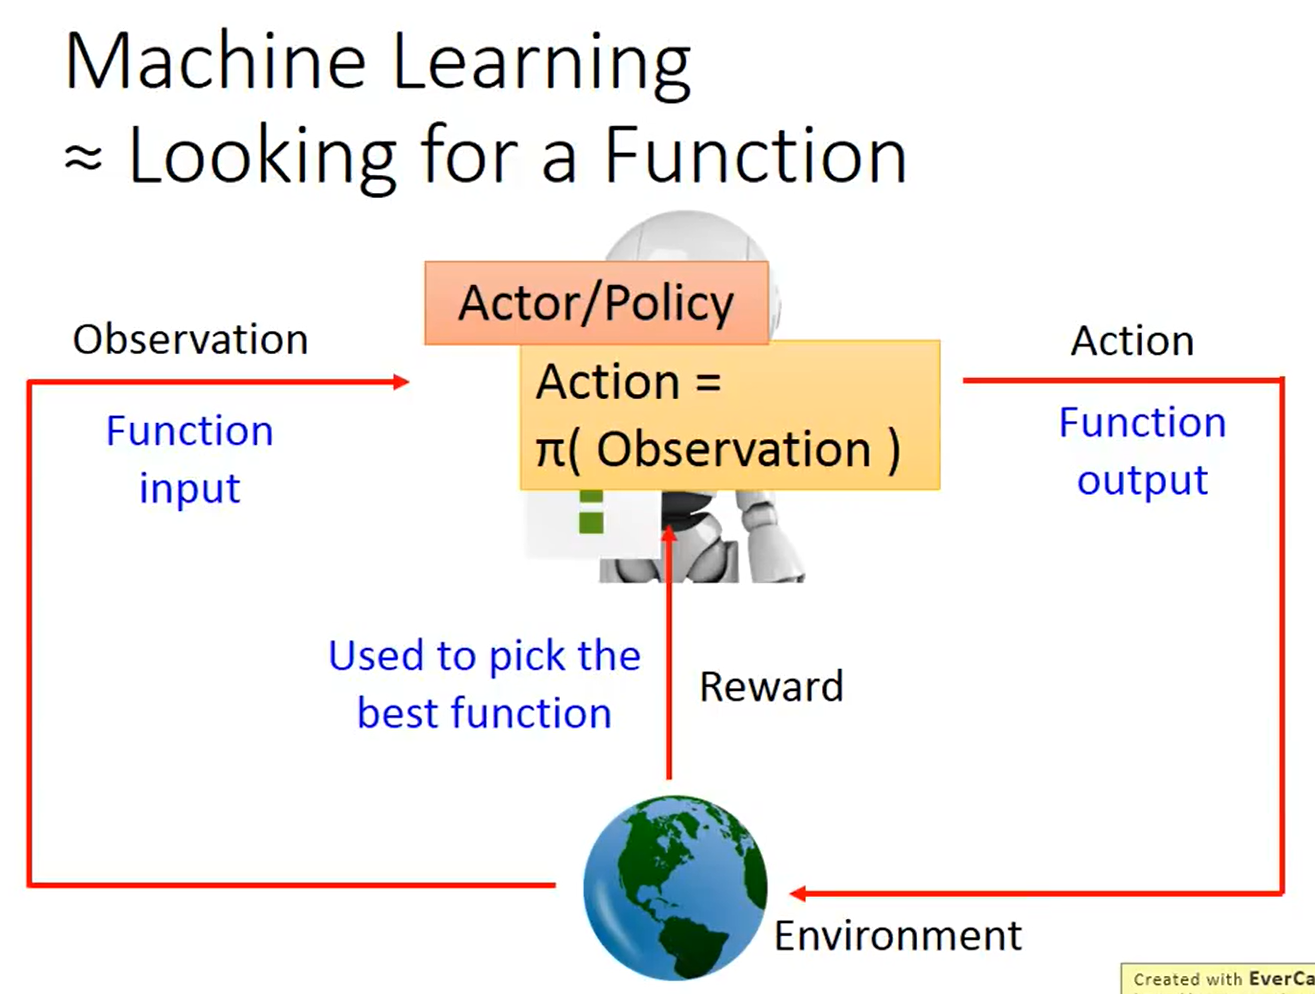 Machine Learning
≈ Looking for a Function
Actor/Policy
Observation
Action
Action =
π( Observation )
Function
input
Function
output
Used to pick the
best function
Reward
Environment
Created with